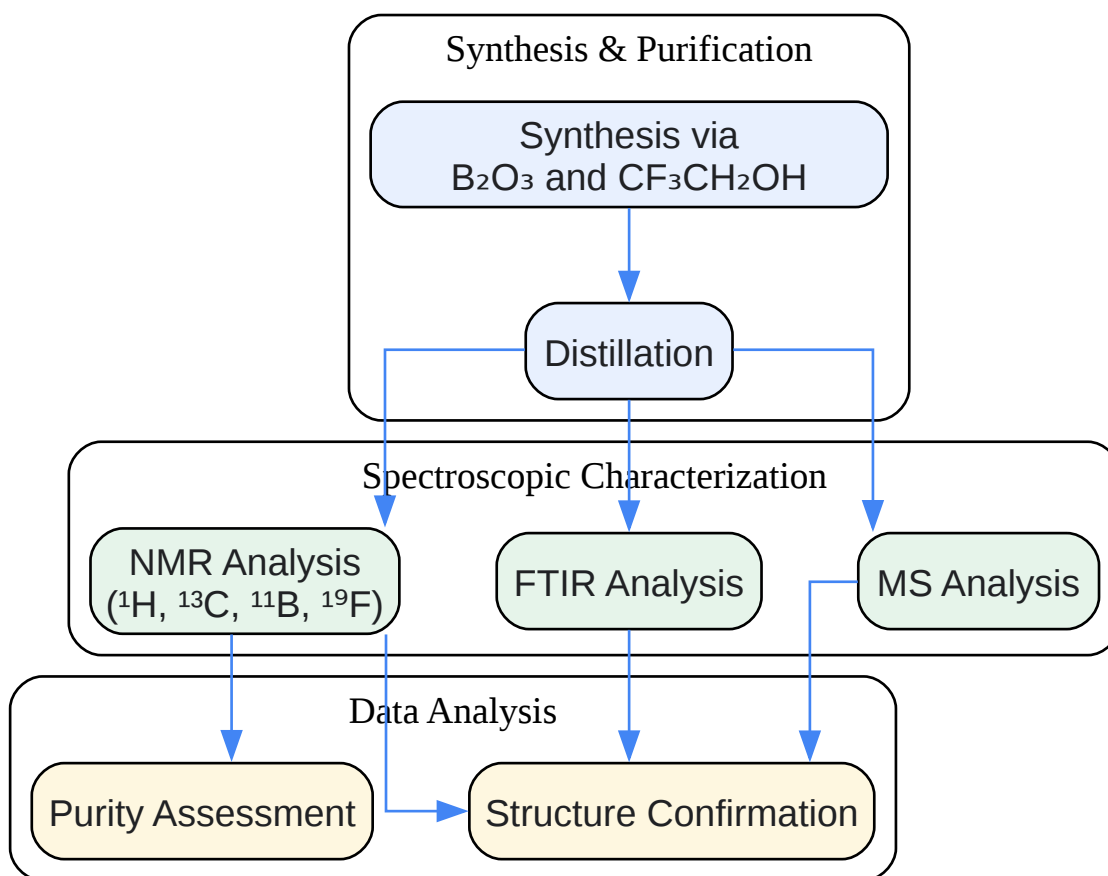 Synthesis & Purification
Synthesis via
B₂O₃ and CF₃CH₂OH
Distillation
Spectroscopic Characterization
NMR Analysis
(¹H, ¹³C, ¹¹B, ¹⁹F)
FTIR Analysis
MS Analysis
Data Analysis
Purity Assessment
Structure Confirmation